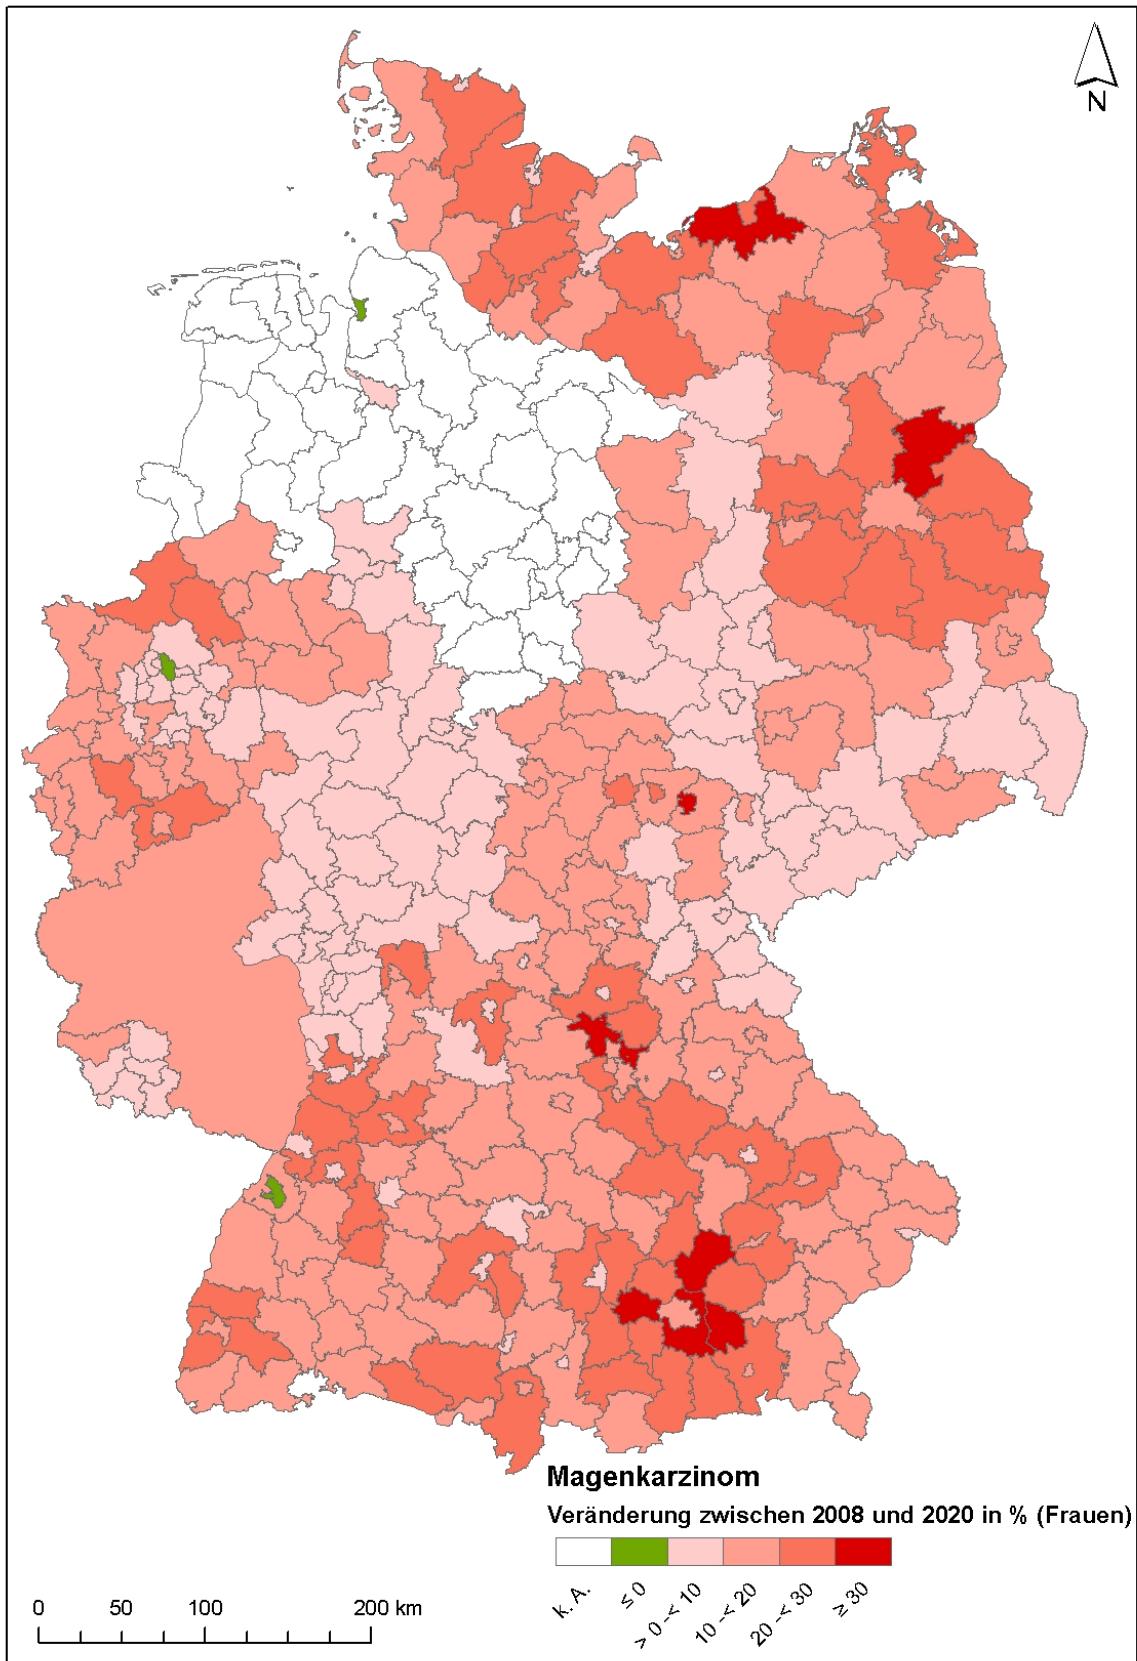 N
Magenkarzinom
Veränderung zwischen 2008 und 2020 in % (Frauen)
k. A.
≤ 0
> 0 -< 10
10 -< 20
20 -< 30
≥ 30
0 50 100 200 km